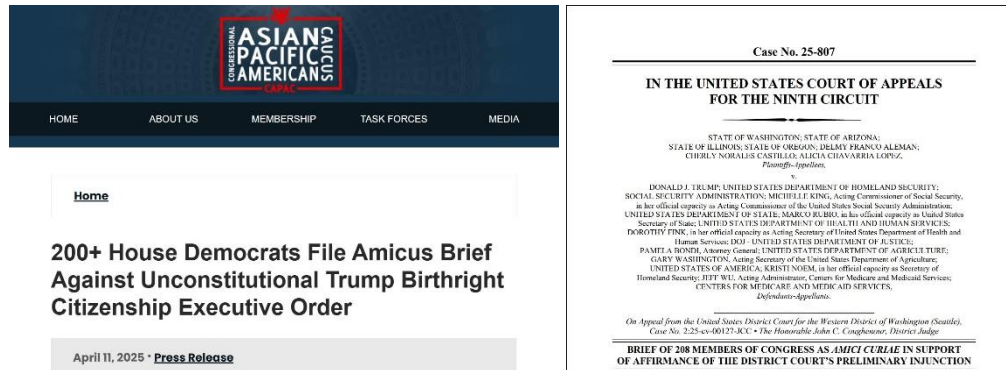 CONGRESSIONAL
ASIAN
PACIFIC
AMERICANS
CAUCUS
CAPAC
HOME ABOUT US MEMBERSHIP TASK FORCES MEDIA
Home
200+ House Democrats File Amicus Brief
Against Unconstitutional Trump Birthright
Citizenship Executive Order
April 11, 2025 · Press Release
Case No. 25-807
IN THE UNITED STATES COURT OF APPEALS
FOR THE NINTH CIRCUIT
STATE OF WASHINGTON; STATE OF ARIZONA;
STATE OF ILLINOIS; STATE OF OREGON; DELMY FRANCO ALEMAN;
CHERLY NORALES CASTILLO; ALICIA CHAVARRIA LOPEZ,
Plaintiffs-Appellees,
v.
DONALD J. TRUMP; UNITED STATES DEPARTMENT OF HOMELAND SECURITY;
SOCIAL SECURITY ADMINISTRATION; MICHELLE KING, Acting Commissioner of Social Security,
in her official capacity as Acting Commissioner of the United States Social Security Administration;
UNITED STATES DEPARTMENT OF STATE; MARCO RUBIO, in his official capacity as United States
Secretary of State; UNITED STATES DEPARTMENT OF HEALTH AND HUMAN SERVICES;
DOROTHY FINK, in her official capacity as Acting Secretary of United States Department of Health and
Human Services; DOJ - UNITED STATES DEPARTMENT OF JUSTICE;
PAMELA BONDI, Attorney General; UNITED STATES DEPARTMENT OF AGRICULTURE;
GARY WASHINGTON, Acting Secretary of the United States Department of Agriculture;
UNITED STATES OF AMERICA; KRISTI NOEM, in her official capacity as Secretary of
Homeland Security; JEFF WU, Acting Administrator, Centers for Medicare and Medicaid Services;
CENTERS FOR MEDICARE AND MEDICAID SERVICES,
Defendants-Appellants.
On Appeal from the United States District Court for the Western District of Washington (Seattle),
Case No. 2:25-cv-00127-JCC • The Honorable John C. Coughenour, District Judge
BRIEF OF 208 MEMBERS OF CONGRESS AS AMICI CURIAE IN SUPPORT
OF AFFIRMANCE OF THE DISTRICT COURT'S PRELIMINARY INJUNCTION